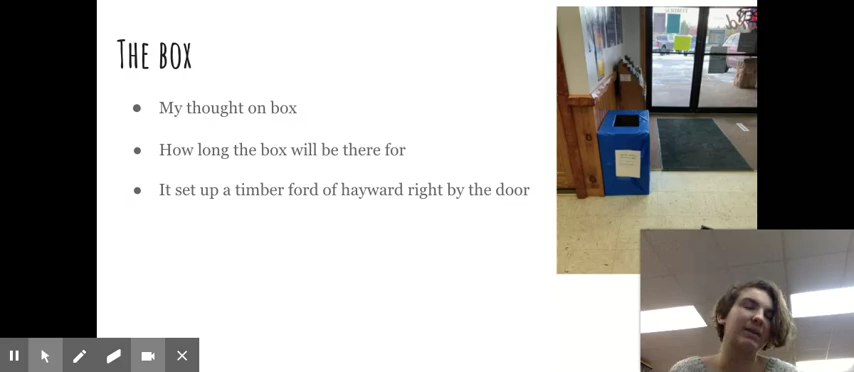 The box
My thought on box
How long the box will be there for
It set up a timber ford of hayward right by the door